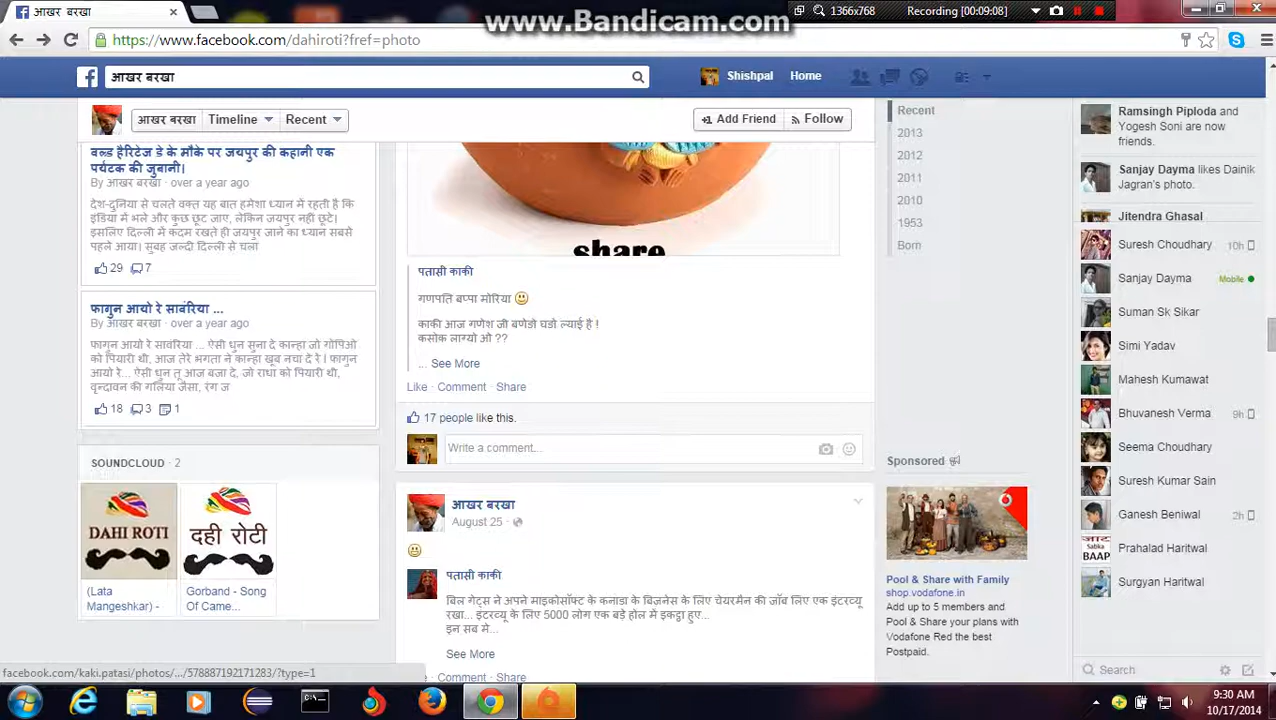 www.Bandicam.com
1366x768
Recording [00:09:08]
आखर बरखा
https://www.facebook.com/dahiroti?fref=photo
आखर बरखा
Shishpal
Home
आखर बरखा
Timeline
Recent
Add Friend
Follow
वर्ल्ड हैरिटेज डे के मौके पर जयपुर की कहानी एक
पर्यटक की जुबानी।
By आखर बरखा · over a year ago
देश-दुनिया से चलते वक्त यह बात हमेशा ध्यान में रहती है कि
इंडिया में भले और कुछ छूट जाए, लेकिन जयपुर नहीं छूटे।
इसलिए दिल्ली में कदम रखते ही जयपुर जाने का ध्यान सबसे
पहले आया। सुबह जल्दी दिल्ली से चला
29 7
फागुन आयो रे सावंरिया ...
By आखर बरखा · over a year ago
फागुन आयो रे सांवरिया ... ऐसी धुन सुना दे कान्हा जो गोपिओ
को पियारी थी, आज तेरे भगता ने कान्हा खूब नचा दे रे । फागुन
आयो रे... ऐसी धुन तू आज बजा दे, जो राधा को पियारी थी,
वृन्दावन की गलियां जैसा, रंग ज
18 3 1
SOUNDCLOUD · 2
DAHI ROTI
दही रोटी
(Lata
Mangeshkar) -
Gorband - Song
Of Came...
share
पतासी काकी
गणपति बप्पा मोरिया
काकी आज गणेश जी बणेडो घडो ल्याई है !
कसोक लाग्यो ओ ??
... See More
Like · Comment · Share
17 people like this.
Write a comment...
आखर बरखा
August 25
पतासी काकी
बिल गेट्स ने अपने माइकोसॉफ्ट के कनाडा के बिज़नेस के लिए चेयरमैन की जॉब लिए एक इंटरव्यू
रखा... इंटरव्यू के लिए 5000 लोग एक बड़े होल में इकट्ठा हुए...
इन सब मे...
See More
Comment · Share
Recent
2013
2012
2011
2010
1953
Born
Sponsored
Pool & Share with Family
shop.vodafone.in
Add up to 5 members and
Pool & Share your plans with
Vodafone Red the best
Postpaid.
Ramsingh Piploda and
Yogesh Soni are now
friends.
Sanjay Dayma likes Dainik
Jagran's photo.
Jitendra Ghasal
Suresh Choudhary 10h
Sanjay Dayma Mobile
Suman Sk Sikar
Simi Yadav
Mahesh Kumawat
Bhuvanesh Verma 9h
Seema Choudhary
Suresh Kumar Sain
Ganesh Beniwal 2h
Prahalad Haritwal
Surgyan Haritwal
जाट
Sabka
BAAP
Search
facebook.com/kaki.patasi/photos/.../578887192171283/?type=1
9:30 AM
10/17/2014